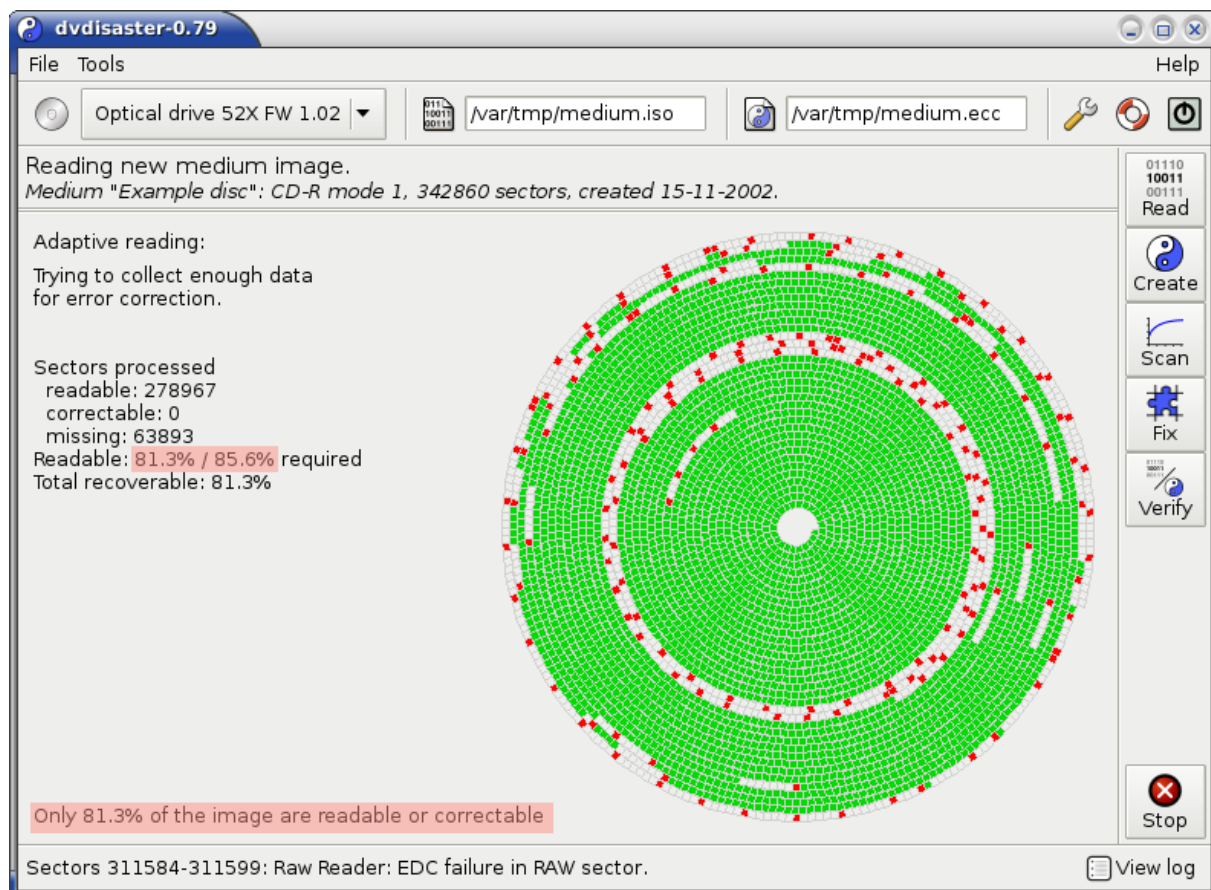 dvdisaster-0.79
File Tools Help
Optical drive 52X FW 1.02 /var/tmp/medium.iso /var/tmp/medium.ecc
Reading new medium image.
Medium "Example disc": CD-R mode 1, 342860 sectors, created 15-11-2002.
Adaptive reading:
Trying to collect enough data
for error correction.
Sectors processed
readable: 278967
correctable: 0
missing: 63893
Readable: 81.3% / 85.6% required
Total recoverable: 81.3%
Only 81.3% of the image are readable or correctable
01110
10011
00111
Read
Create
Scan
Fix
Verify
Stop
Sectors 311584-311599: Raw Reader: EDC failure in RAW sector.
View log